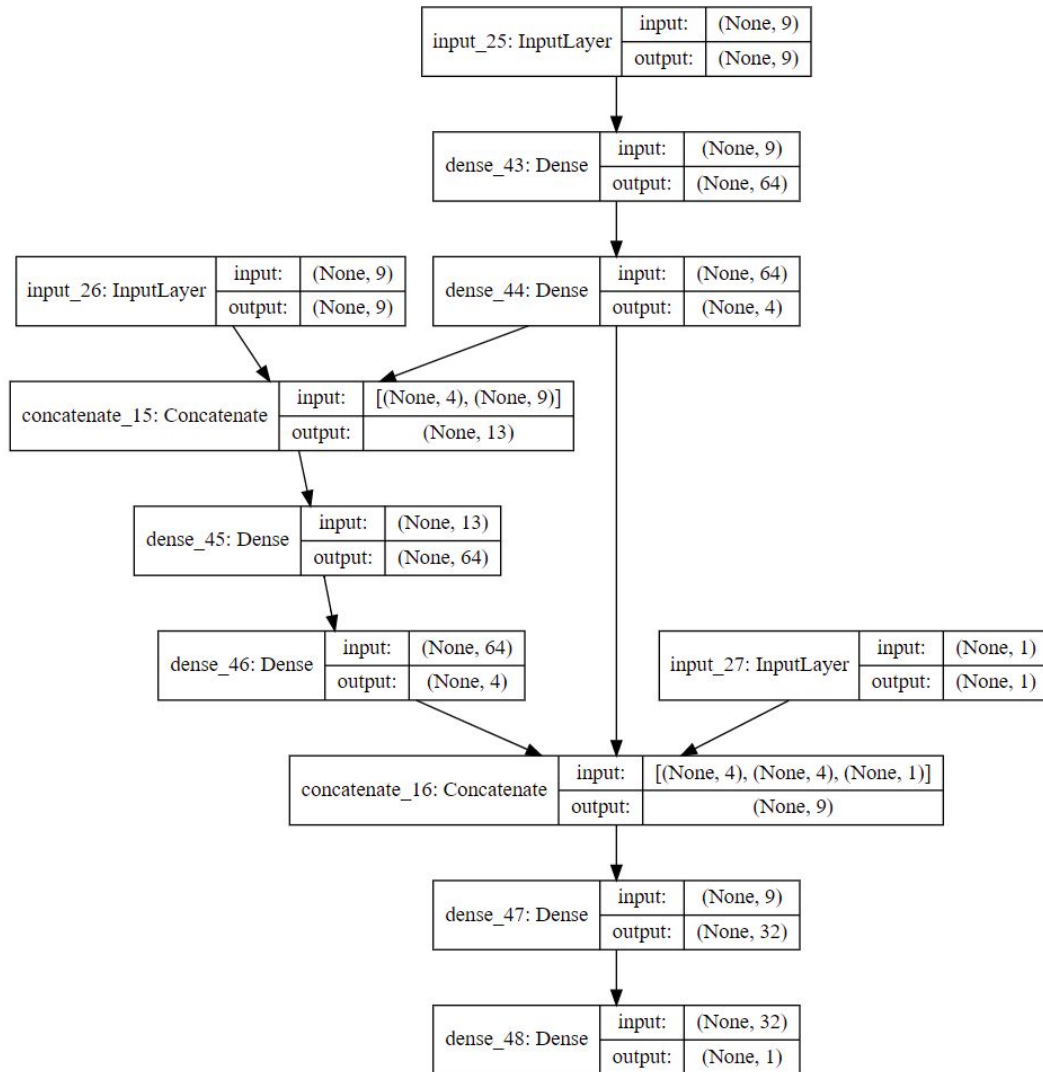 input_25: InputLayer
input: (None, 9)
output: (None, 9)
dense_43: Dense
input: (None, 9)
output: (None, 64)
input_26: InputLayer
input: (None, 9)
output: (None, 9)
dense_44: Dense
input: (None, 64)
output: (None, 4)
concatenate_15: Concatenate
input: [(None, 4), (None, 9)]
output: (None, 13)
dense_45: Dense
input: (None, 13)
output: (None, 64)
dense_46: Dense
input: (None, 64)
output: (None, 4)
input_27: InputLayer
input: (None, 1)
output: (None, 1)
concatenate_16: Concatenate
input: [(None, 4), (None, 4), (None, 1)]
output: (None, 9)
dense_47: Dense
input: (None, 9)
output: (None, 32)
dense_48: Dense
input: (None, 32)
output: (None, 1)